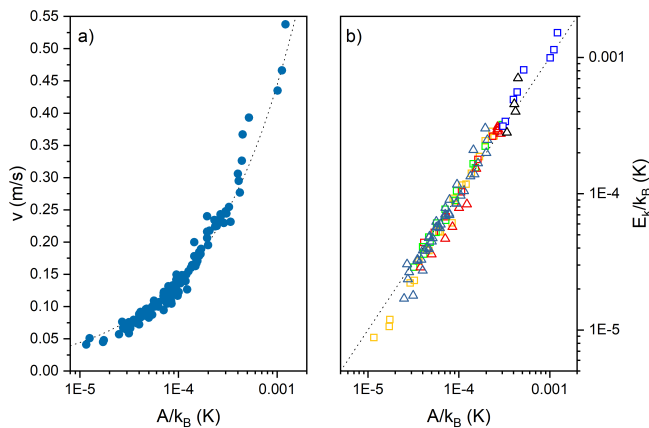 a)
b)
0.55
0.50
0.45
0.40
0.35
0.30
0.25
0.20
0.15
0.10
0.05
0.00
v (m/s)
1E-5 1E-4 0.001
A/k_B (K)
1E-5 1E-4 0.001
A/k_B (K)
0.001
1E-4
1E-5
E_k/k_B (K)